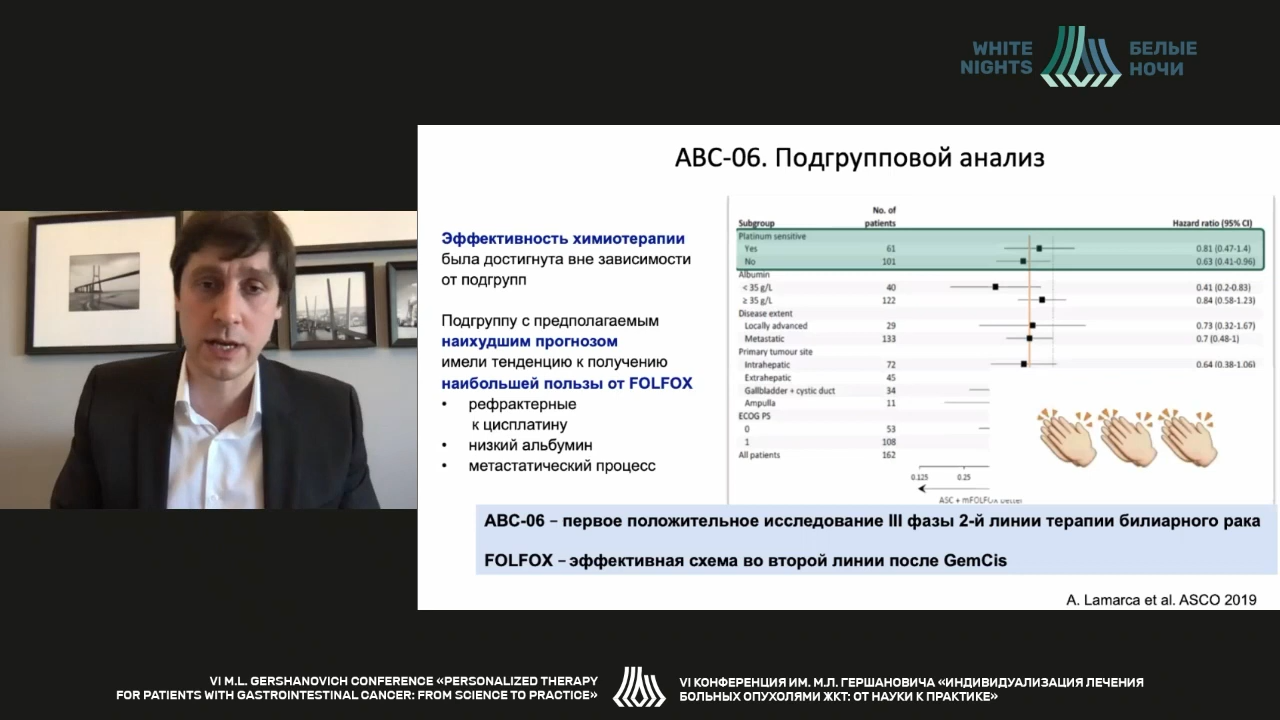 WHITE
NIGHTS
БЕЛЫЕ
НОЧИ
ABC-06. Подгрупповой анализ
Эффективность химиотерапии
была достигнута вне зависимости
от подгрупп
Подгруппу с предполагаемым
наихудшим прогнозом
имели тенденцию к получению
наибольшей пользы от FOLFOX
• рефрактерные
к цисплатину
• низкий альбумин
• метастатический процесс
No. of
Subgroup patients Hazard ratio (95% CI)
Platinum sensitive
Yes 61 0.81 (0.47-1.4)
No 101 0.63 (0.41-0.96)
Albumin
< 35 g/L 40 0.41 (0.2-0.83)
≥ 35 g/L 122 0.84 (0.58-1.23)
Disease extent
Locally advanced 29 0.73 (0.32-1.67)
Metastatic 133 0.7 (0.48-1)
Primary tumour site
Intrahepatic 72 0.64 (0.38-1.06)
Extrahepatic 45
Gallbladder + cystic duct 34
Ampulla 11
ECOG PS
0 53
1 108
All patients 162
0.125 0.25
ASC + mFOLFOX better
ABC-06 – первое положительное исследование III фазы 2-й линии терапии билиарного рака
FOLFOX – эффективная схема во второй линии после GemCis
A. Lamarca et al. ASCO 2019
VI M.L. GERSHANOVICH CONFERENCE «PERSONALIZED THERAPY
FOR PATIENTS WITH GASTROINTESTINAL CANCER: FROM SCIENCE TO PRACTICE»
VI КОНФЕРЕНЦИЯ ИМ. М.Л. ГЕРШАНОВИЧА «ИНДИВИДУАЛИЗАЦИЯ ЛЕЧЕНИЯ
БОЛЬНЫХ ОПУХОЛЯМИ ЖКТ: ОТ НАУКИ К ПРАКТИКЕ»